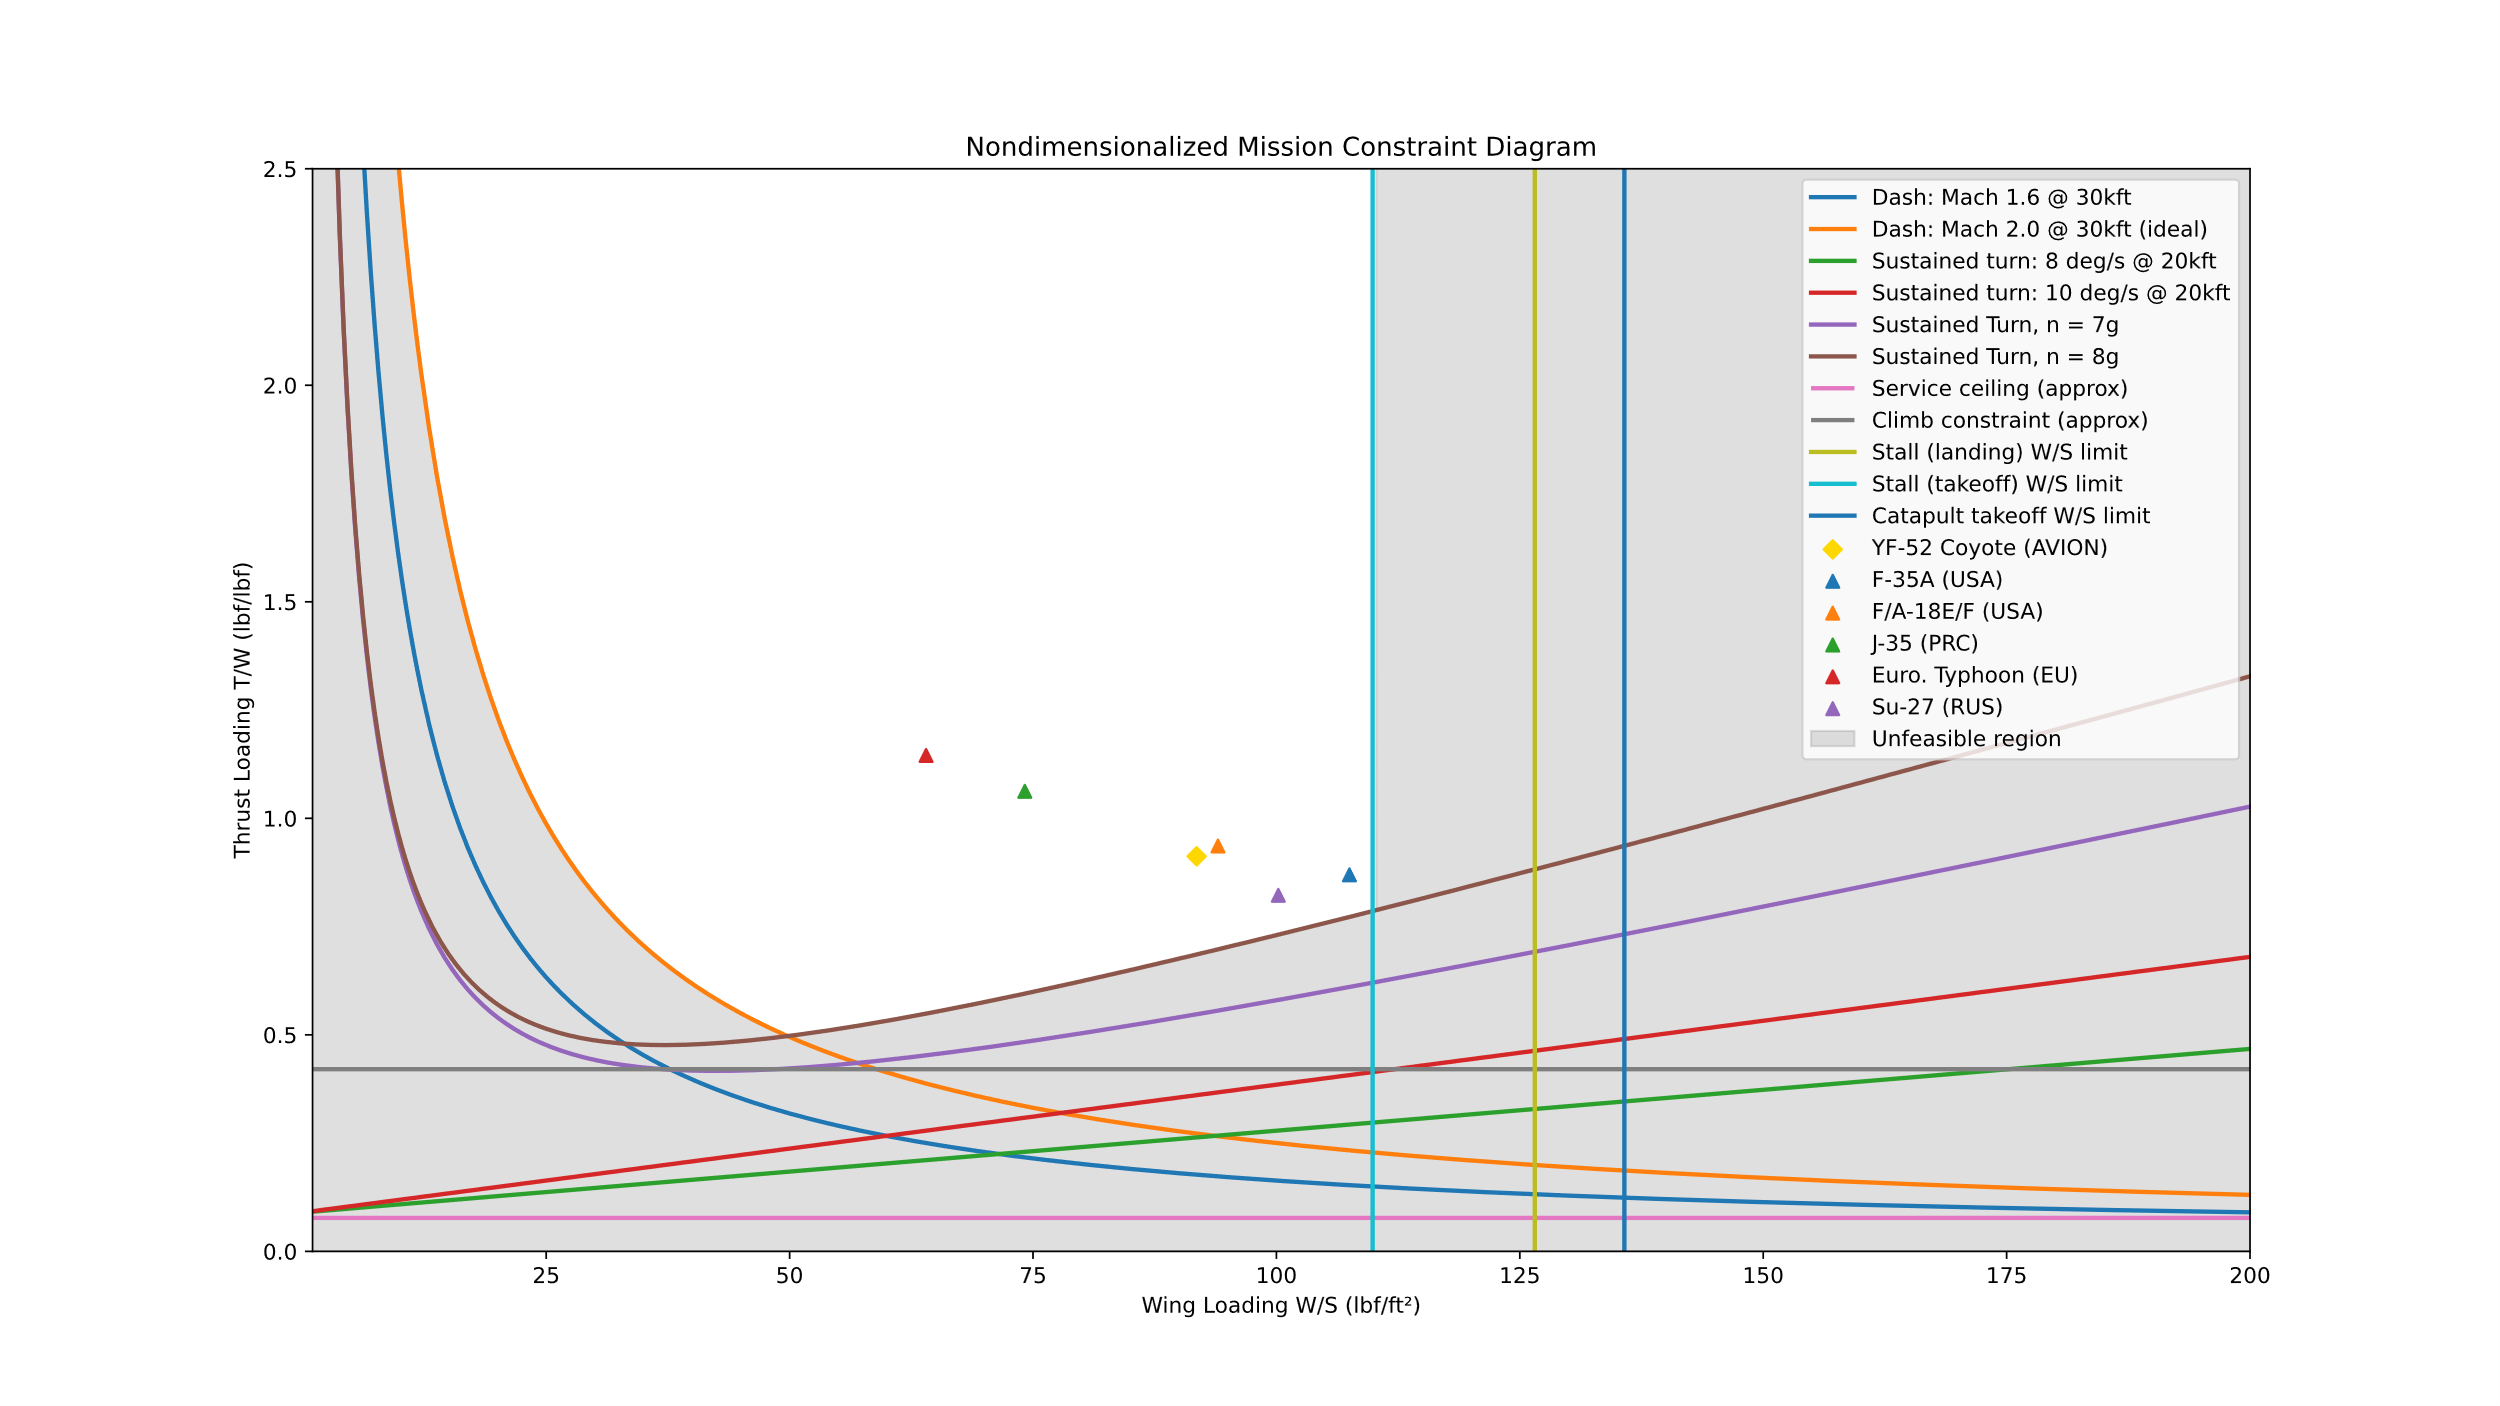 Nondimensionalized Mission Constraint Diagram
2.5
2.0
1.5
1.0
0.5
0.0
Thrust Loading T/W (lbf/lbf)
25 50 75 100 125 150 175 200
Wing Loading W/S (lbf/ft²)
Dash: Mach 1.6 @ 30kft
Dash: Mach 2.0 @ 30kft (ideal)
Sustained turn: 8 deg/s @ 20kft
Sustained turn: 10 deg/s @ 20kft
Sustained Turn, n = 7g
Sustained Turn, n = 8g
Service ceiling (approx)
Climb constraint (approx)
Stall (landing) W/S limit
Stall (takeoff) W/S limit
Catapult takeoff W/S limit
YF-52 Coyote (AVION)
F-35A (USA)
F/A-18E/F (USA)
J-35 (PRC)
Euro. Typhoon (EU)
Su-27 (RUS)
Unfeasible region